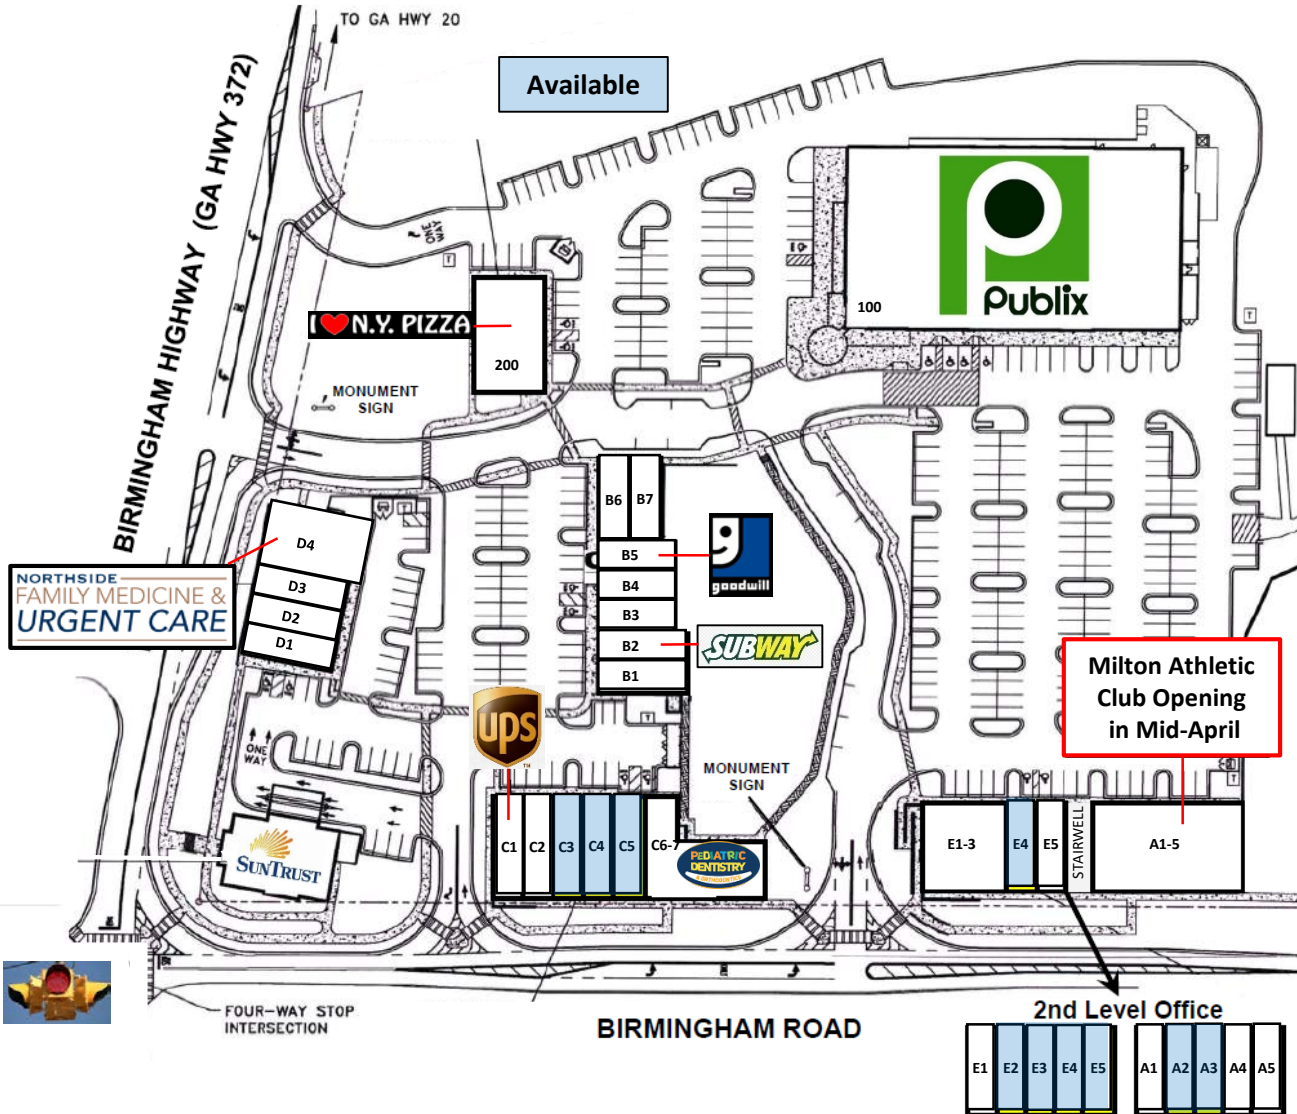 TO GA HWY 20
Available
BIRMINGHAM HIGHWAY (GA HWY 372)
ONE
WAY
T
Publix
100
I N.Y. PIZZA
200
MONUMENT
SIGN
T
B6
B7
D4
T
B5
goodwill
NORTHSIDE
FAMILY MEDICINE &
URGENT CARE
D3
B4
D2
B3
D1
B2
SUBWAY
B1
Milton Athletic
Club Opening
in Mid-April
ups
TM
T
ONE
WAY
MONUMENT
SIGN
T
SUNTRUST
C1
C2
C3
C4
C5
C6-7
PEDIATRIC
DENTISTRY
& ORTHODONTICS
E1-3
E4
E5
STAIRWELL
A1-5
FOUR-WAY STOP
INTERSECTION
BIRMINGHAM ROAD
2nd Level Office
E1
E2
E3
E4
E5
A1
A2
A3
A4
A5